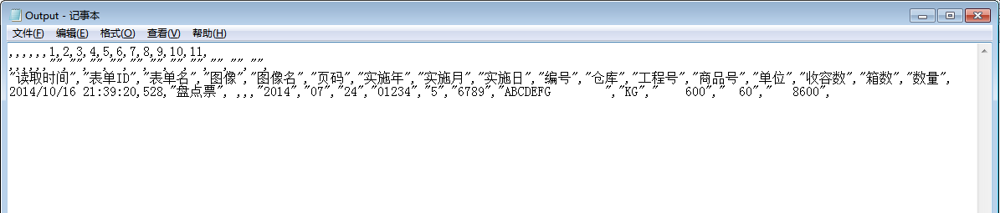 Output - 记事本
文件(F) 编辑(E) 格式(O) 查看(V) 帮助(H)
,,,,,,1,2,3,4,5,6,7,8,9,10,11,
,,,,,,"","","","","","","","","","",""
"读取时间","表单ID","表单名","图像","图像名","页码","实施年","实施月","实施日","编号","仓库","工程号","商品号","单位","收容数","箱数","数量",
2014/10/16 21:39:20,528,"盘点票",,,,"2014","07","24","01234","5","6789","ABCDEFG        ","KG","    600","  60","   8600",